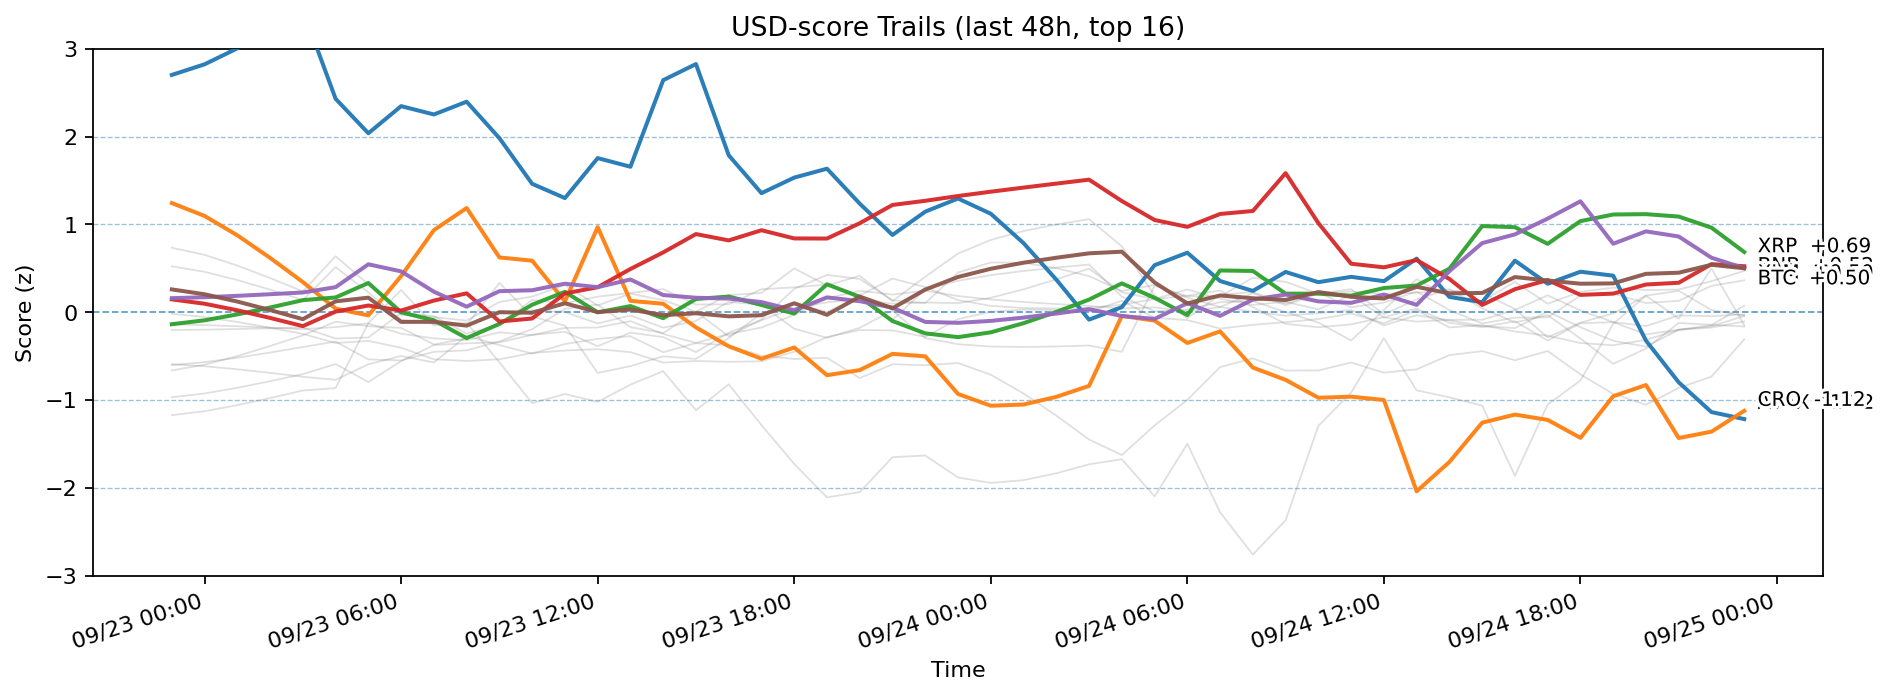 USD-score Trails (last 48h, top 16)
Score (z)
3
2
1
0
−1
−2
−3
XRP +0.69
BTC +0.50
CRO -1.12
09/23 00:00
09/23 06:00
09/23 12:00
09/23 18:00
09/24 00:00
09/24 06:00
09/24 12:00
09/24 18:00
09/25 00:00
Time